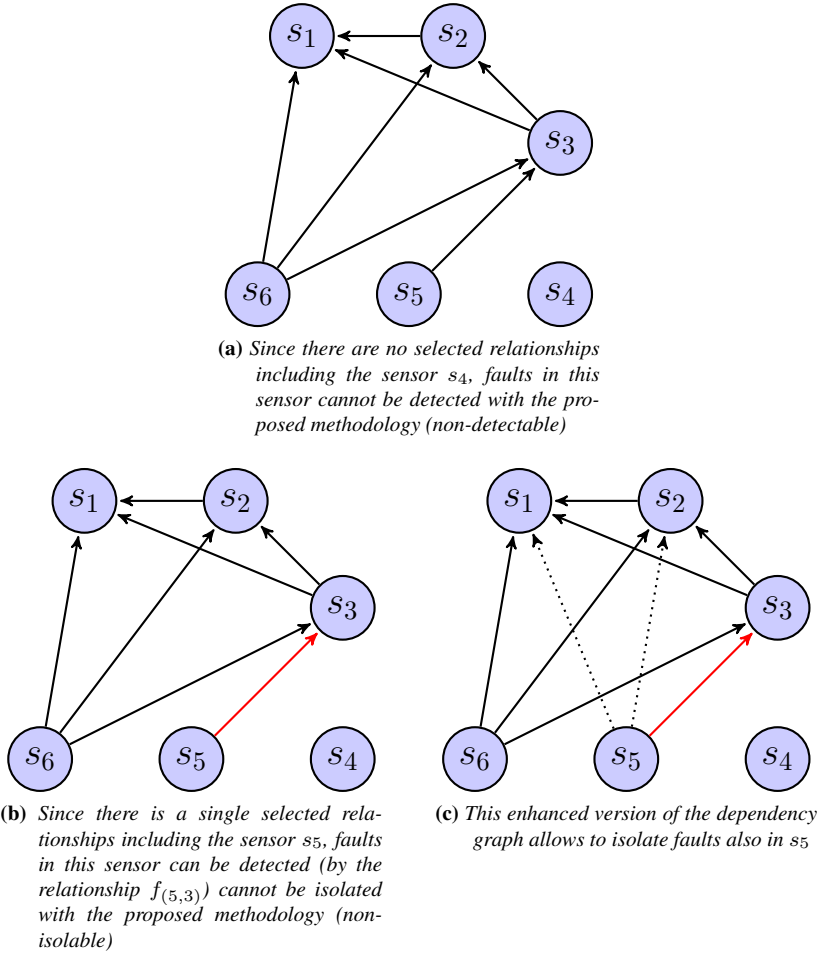 s1 s2
s3
s6 s5 s4
(a) Since there are no selected relationships
including the sensor s4, faults in this
sensor cannot be detected with the pro-
posed methodology (non-detectable)
s1 s2
s3
s6 s5 s4
(b) Since there is a single selected rela-
tionships including the sensor s5, faults
in this sensor can be detected (by the
relationship f(5,3)) cannot be isolated
with the proposed methodology (non-
isolable)
s1 s2
s3
s6 s5 s4
(c) This enhanced version of the dependency
graph allows to isolate faults also in s5